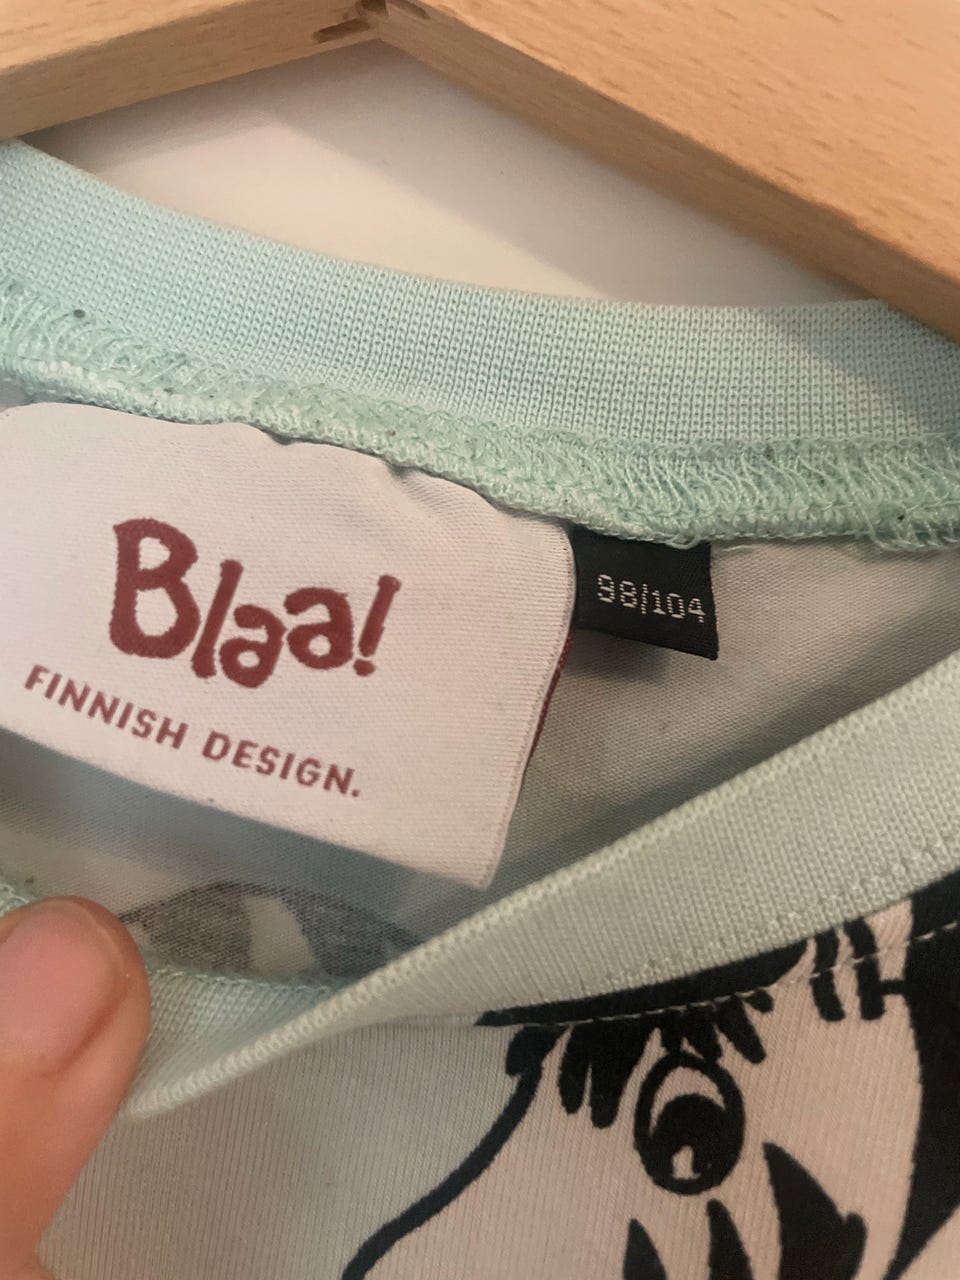 Blaa!
FINNISH DESIGN.
98/104